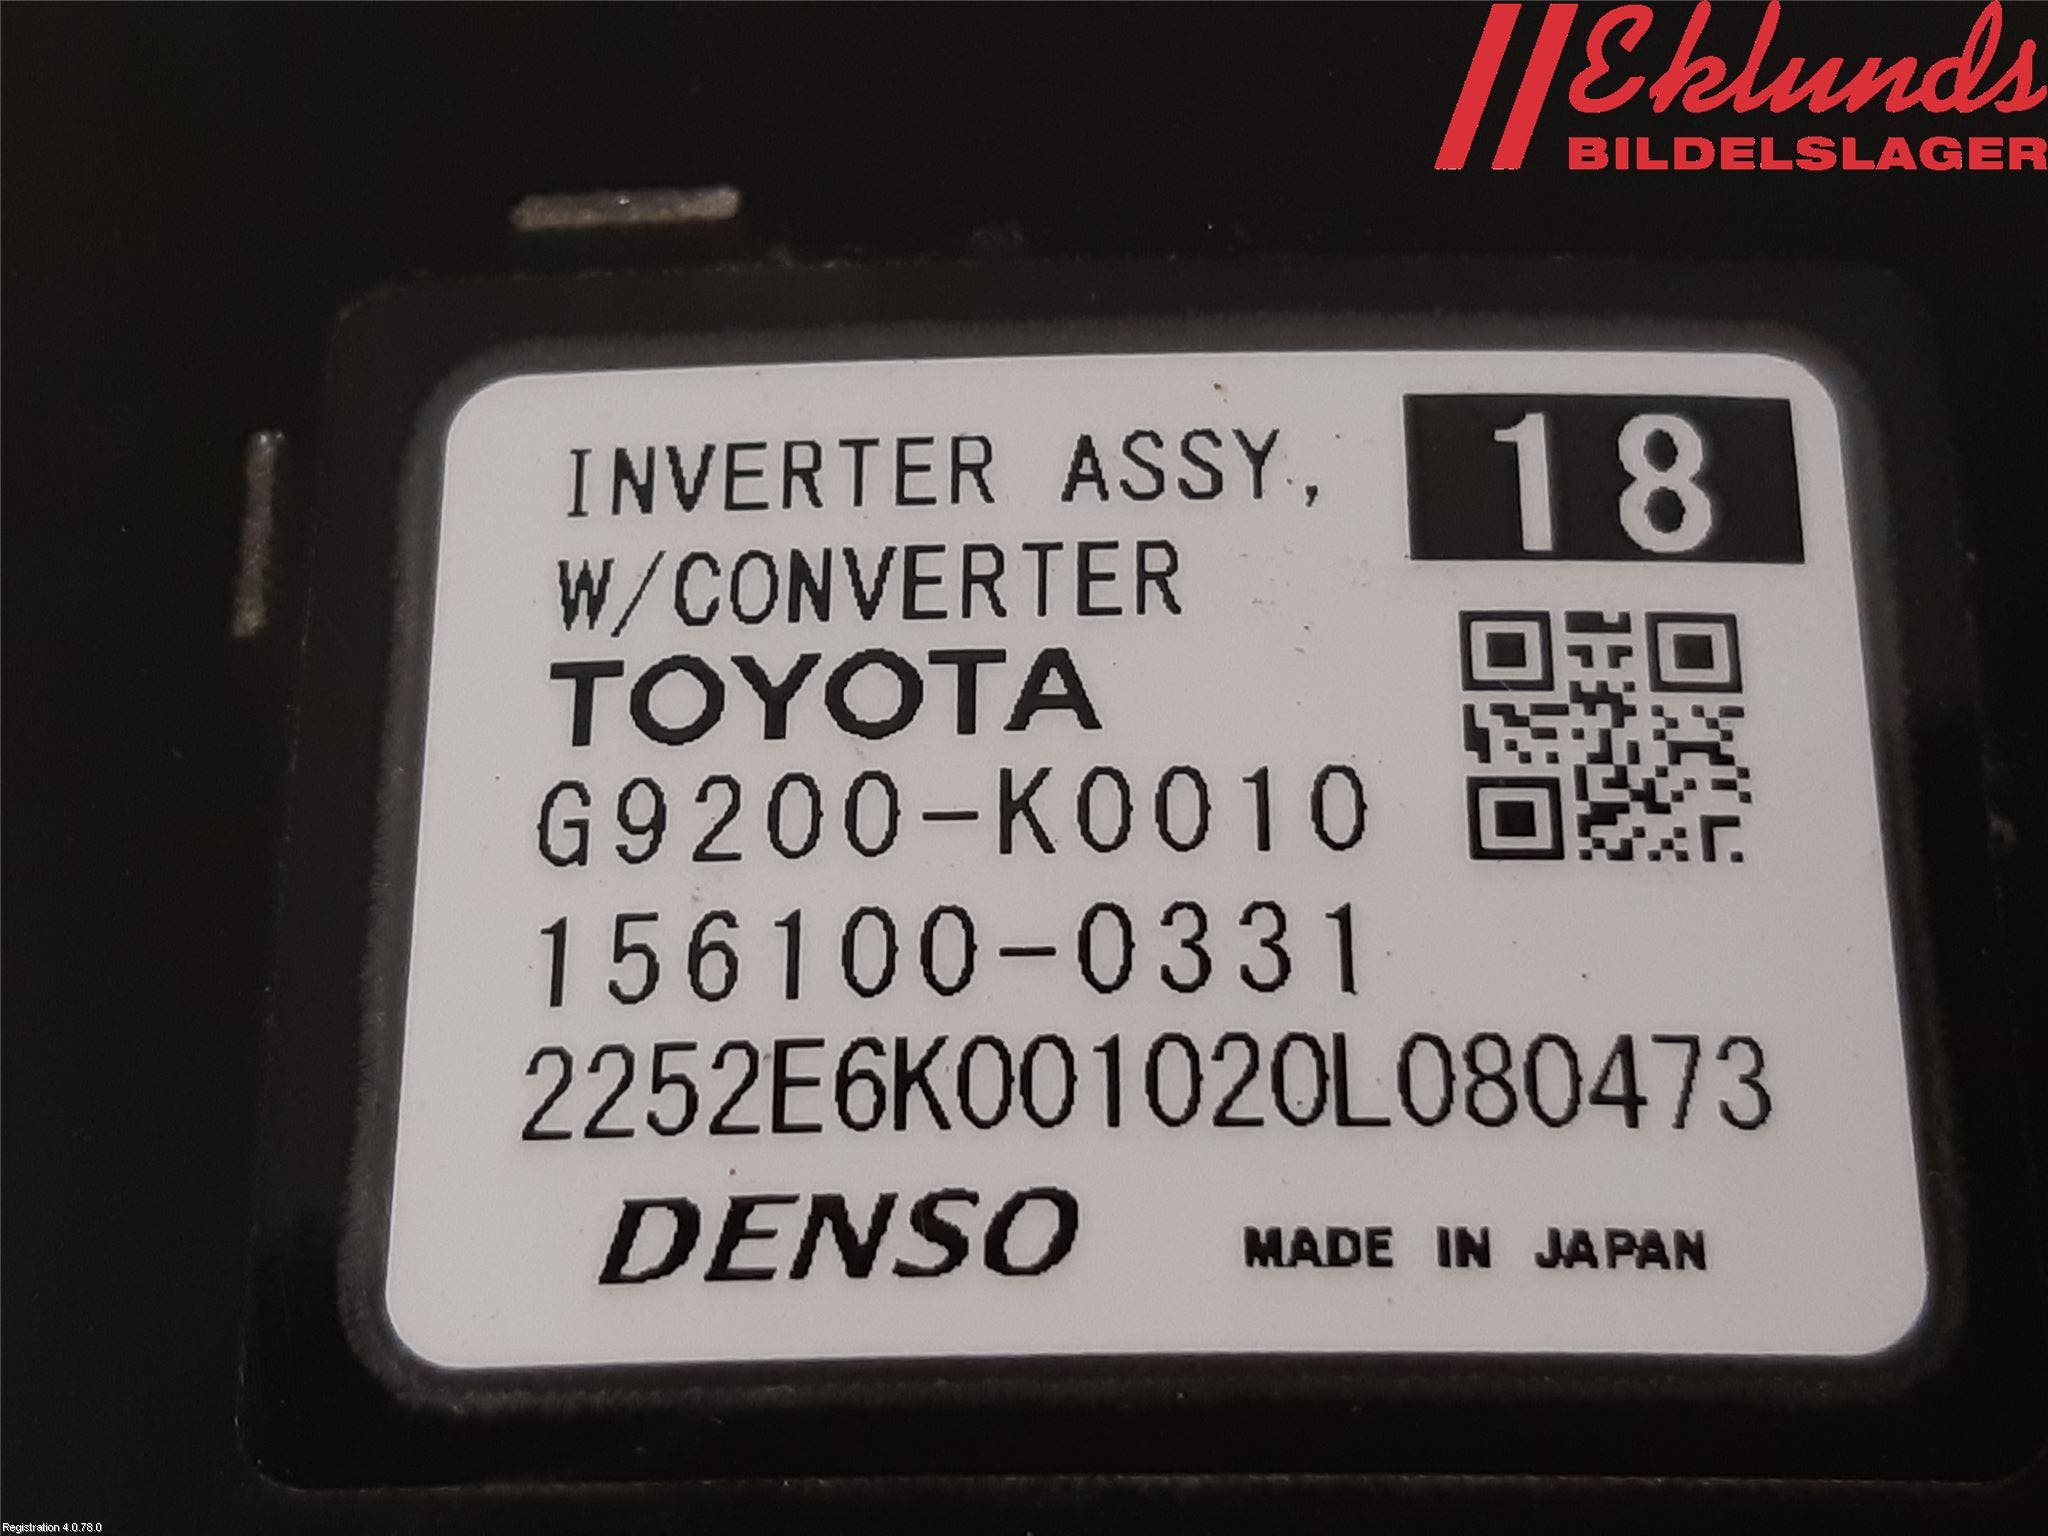 Eklunds
BILDELSLAGER
INVERTER ASSY,
W/CONVERTER
18
TOYOTA
G9200-K0010
156100-0331
2252E6K001020L080473
DENSO
MADE IN JAPAN
Registration 4.0.78.0